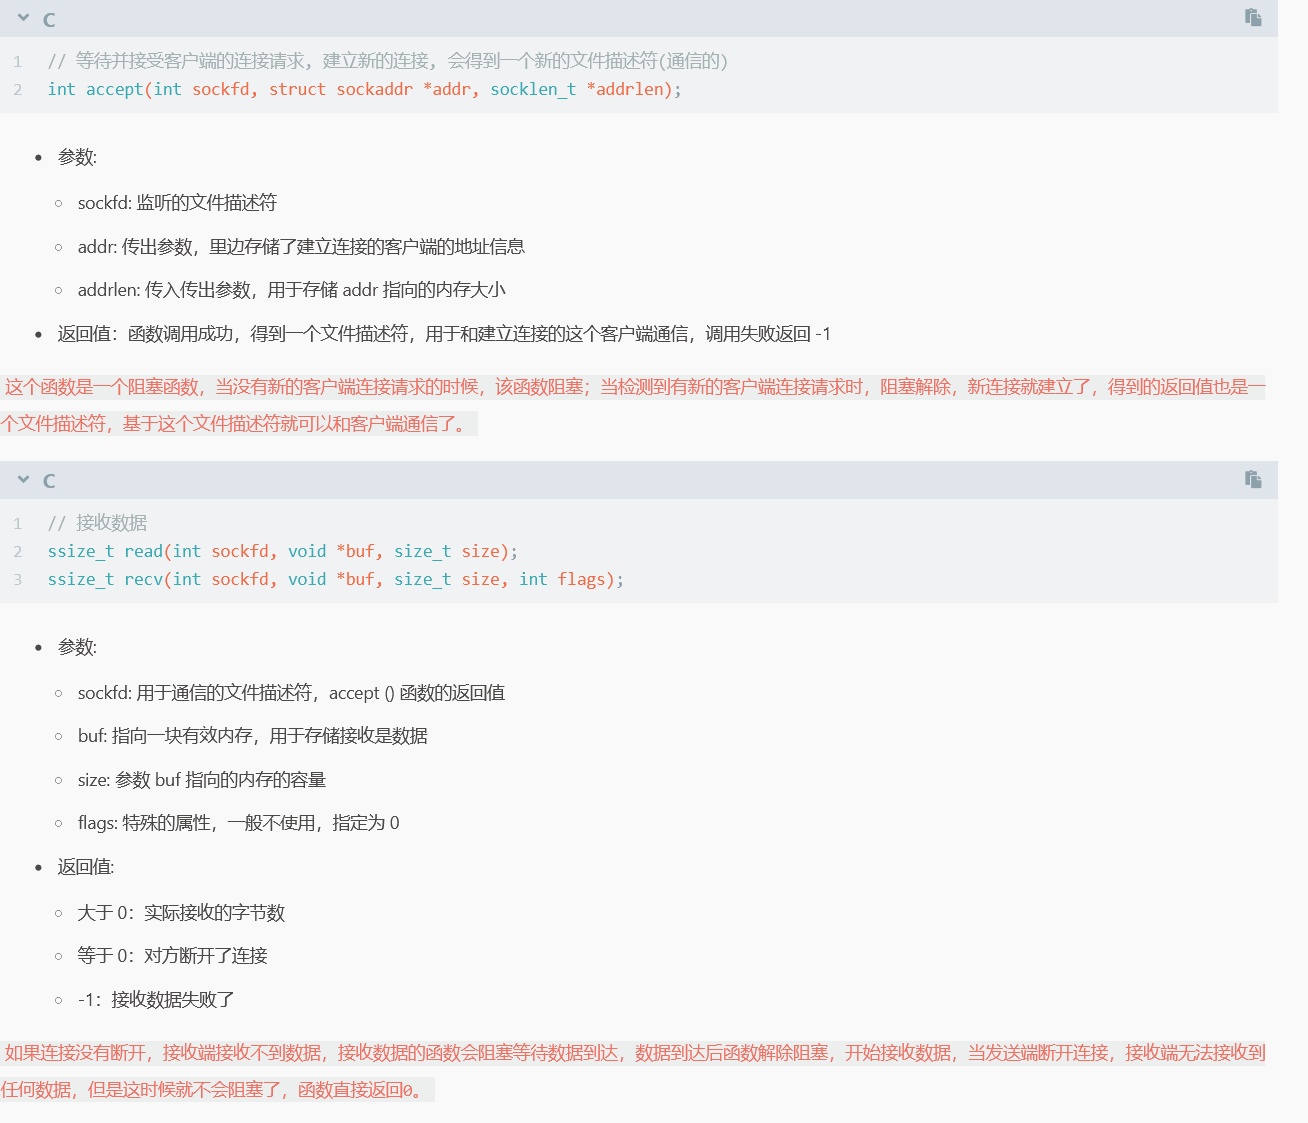 C
1 // 等待并接受客户端的连接请求, 建立新的连接, 会得到一个新的文件描述符(通信的)
2 int accept(int sockfd, struct sockaddr *addr, socklen_t *addrlen);
• 参数:
○ sockfd: 监听的文件描述符
○ addr: 传出参数，里边存储了建立连接的客户端的地址信息
○ addrlen: 传入传出参数，用于存储 addr 指向的内存大小
• 返回值：函数调用成功，得到一个文件描述符，用于和建立连接的这个客户端通信，调用失败返回 -1
这个函数是一个阻塞函数，当没有新的客户端连接请求的时候，该函数阻塞；当检测到有新的客户端连接请求时，阻塞解除，新连接就建立了，得到的返回值也是一
个文件描述符，基于这个文件描述符就可以和客户端通信了。
C
1 // 接收数据
2 ssize_t read(int sockfd, void *buf, size_t size);
3 ssize_t recv(int sockfd, void *buf, size_t size, int flags);
• 参数:
○ sockfd: 用于通信的文件描述符，accept () 函数的返回值
○ buf: 指向一块有效内存，用于存储接收是数据
○ size: 参数 buf 指向的内存的容量
○ flags: 特殊的属性，一般不使用，指定为 0
• 返回值:
○ 大于 0：实际接收的字节数
○ 等于 0：对方断开了连接
○ -1：接收数据失败了
如果连接没有断开，接收端接收不到数据，接收数据的函数会阻塞等待数据到达，数据到达后函数解除阻塞，开始接收数据，当发送端断开连接，接收端无法接收到
任何数据，但是这时候就不会阻塞了，函数直接返回0。